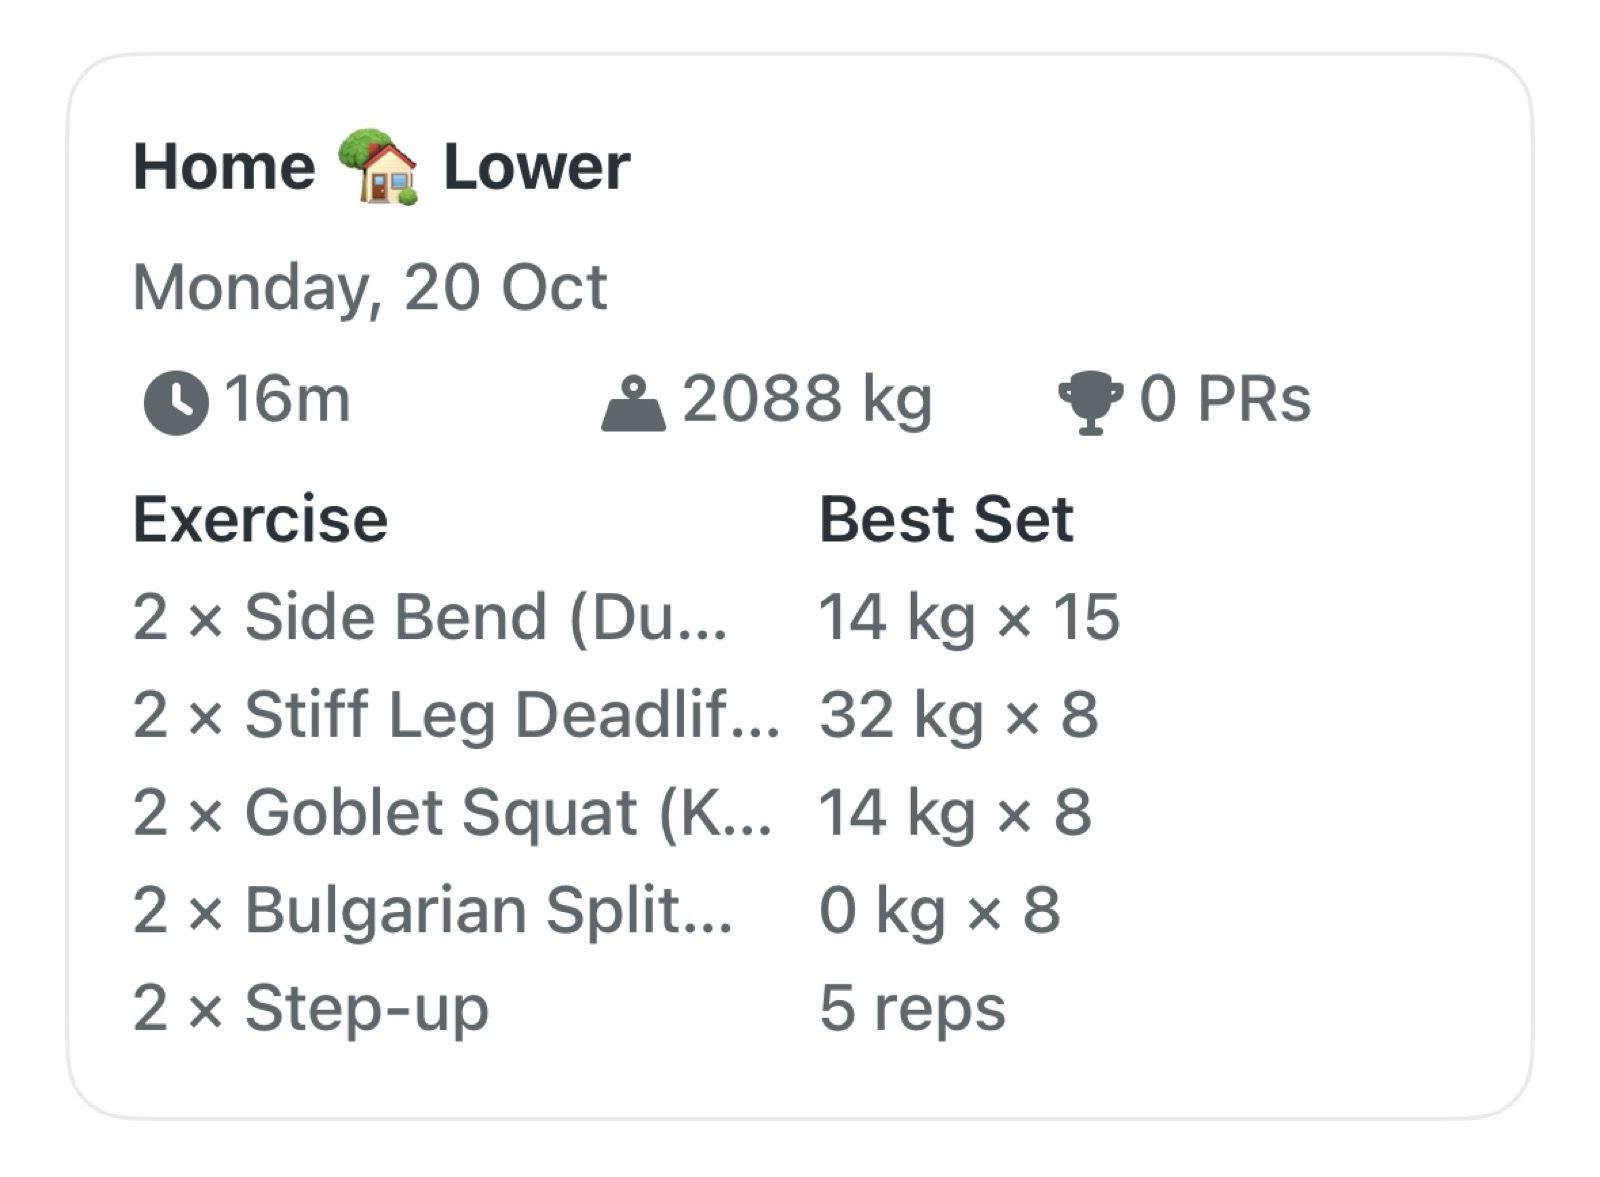 Home 🏡 Lower
Monday, 20 Oct
16m 2088 kg 0 PRs
Exercise Best Set
2 × Side Bend (Du... 14 kg × 15
2 × Stiff Leg Deadlif... 32 kg × 8
2 × Goblet Squat (K... 14 kg × 8
2 × Bulgarian Split... 0 kg × 8
2 × Step-up 5 reps